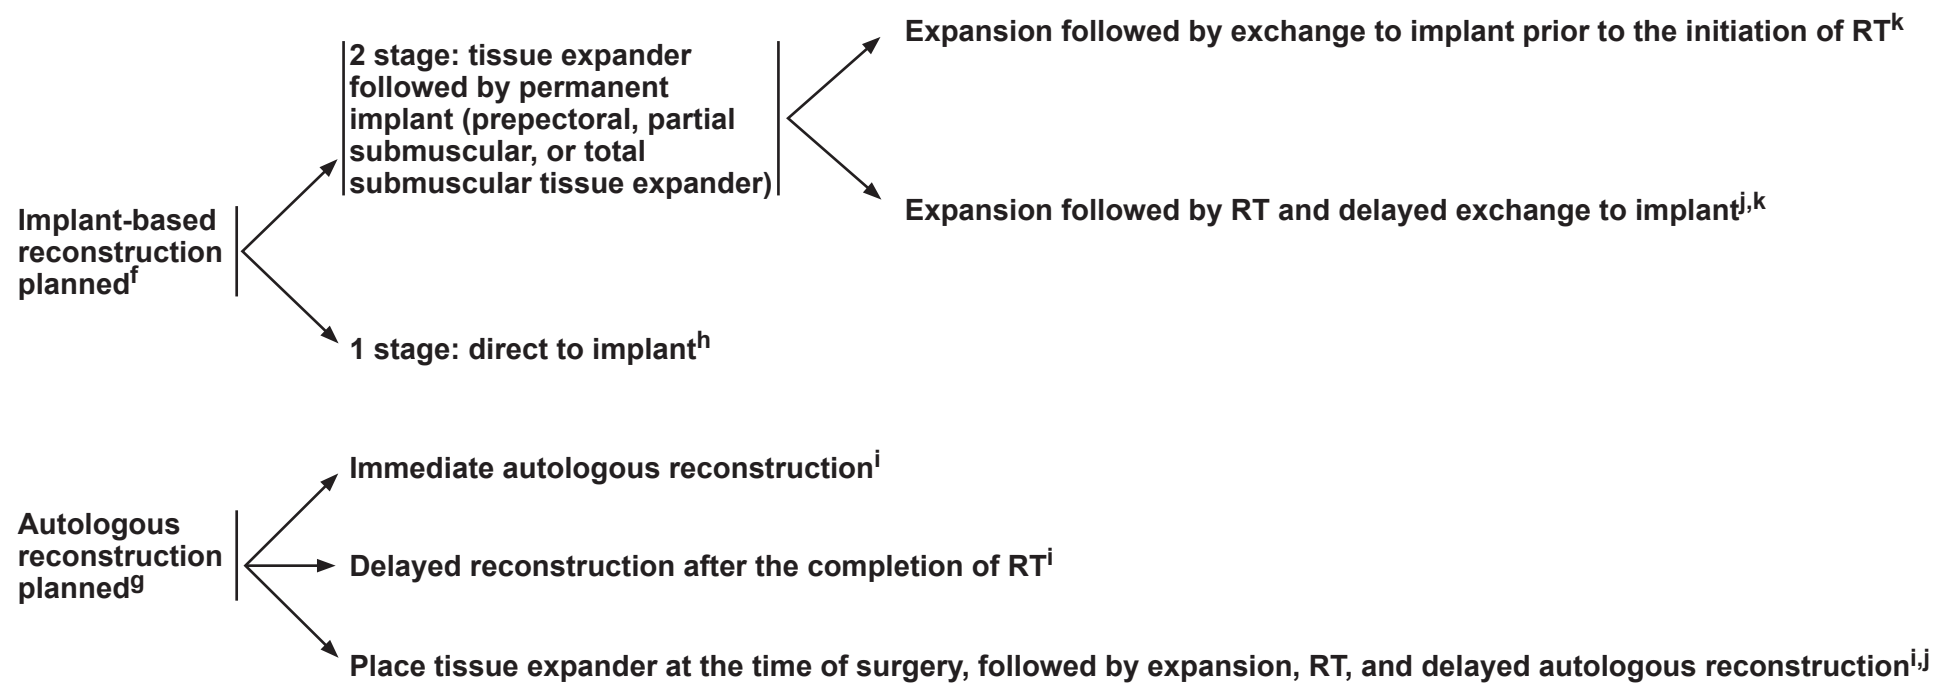 Expansion followed by exchange to implant prior to the initiation of RTk
2 stage: tissue expander
followed by permanent
implant (prepectoral, partial
submuscular, or total
submuscular tissue expander)
Expansion followed by RT and delayed exchange to implantj,k
Implant-based
reconstruction
plannedf
1 stage: direct to implanth
Immediate autologous reconstructioni
Autologous
reconstruction
plannedg
Delayed reconstruction after the completion of RTi
Place tissue expander at the time of surgery, followed by expansion, RT, and delayed autologous reconstructioni,j